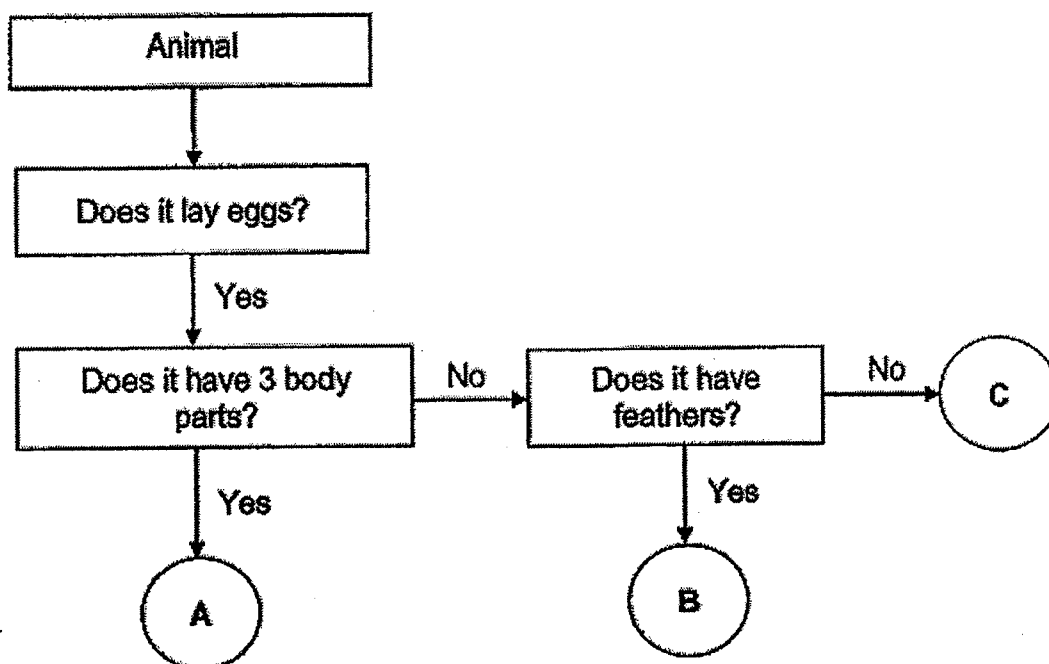 Animal
Does it lay eggs?
Yes
Does it have 3 body
parts?
No
Does it have
feathers?
No
C
Yes
Yes
A
B